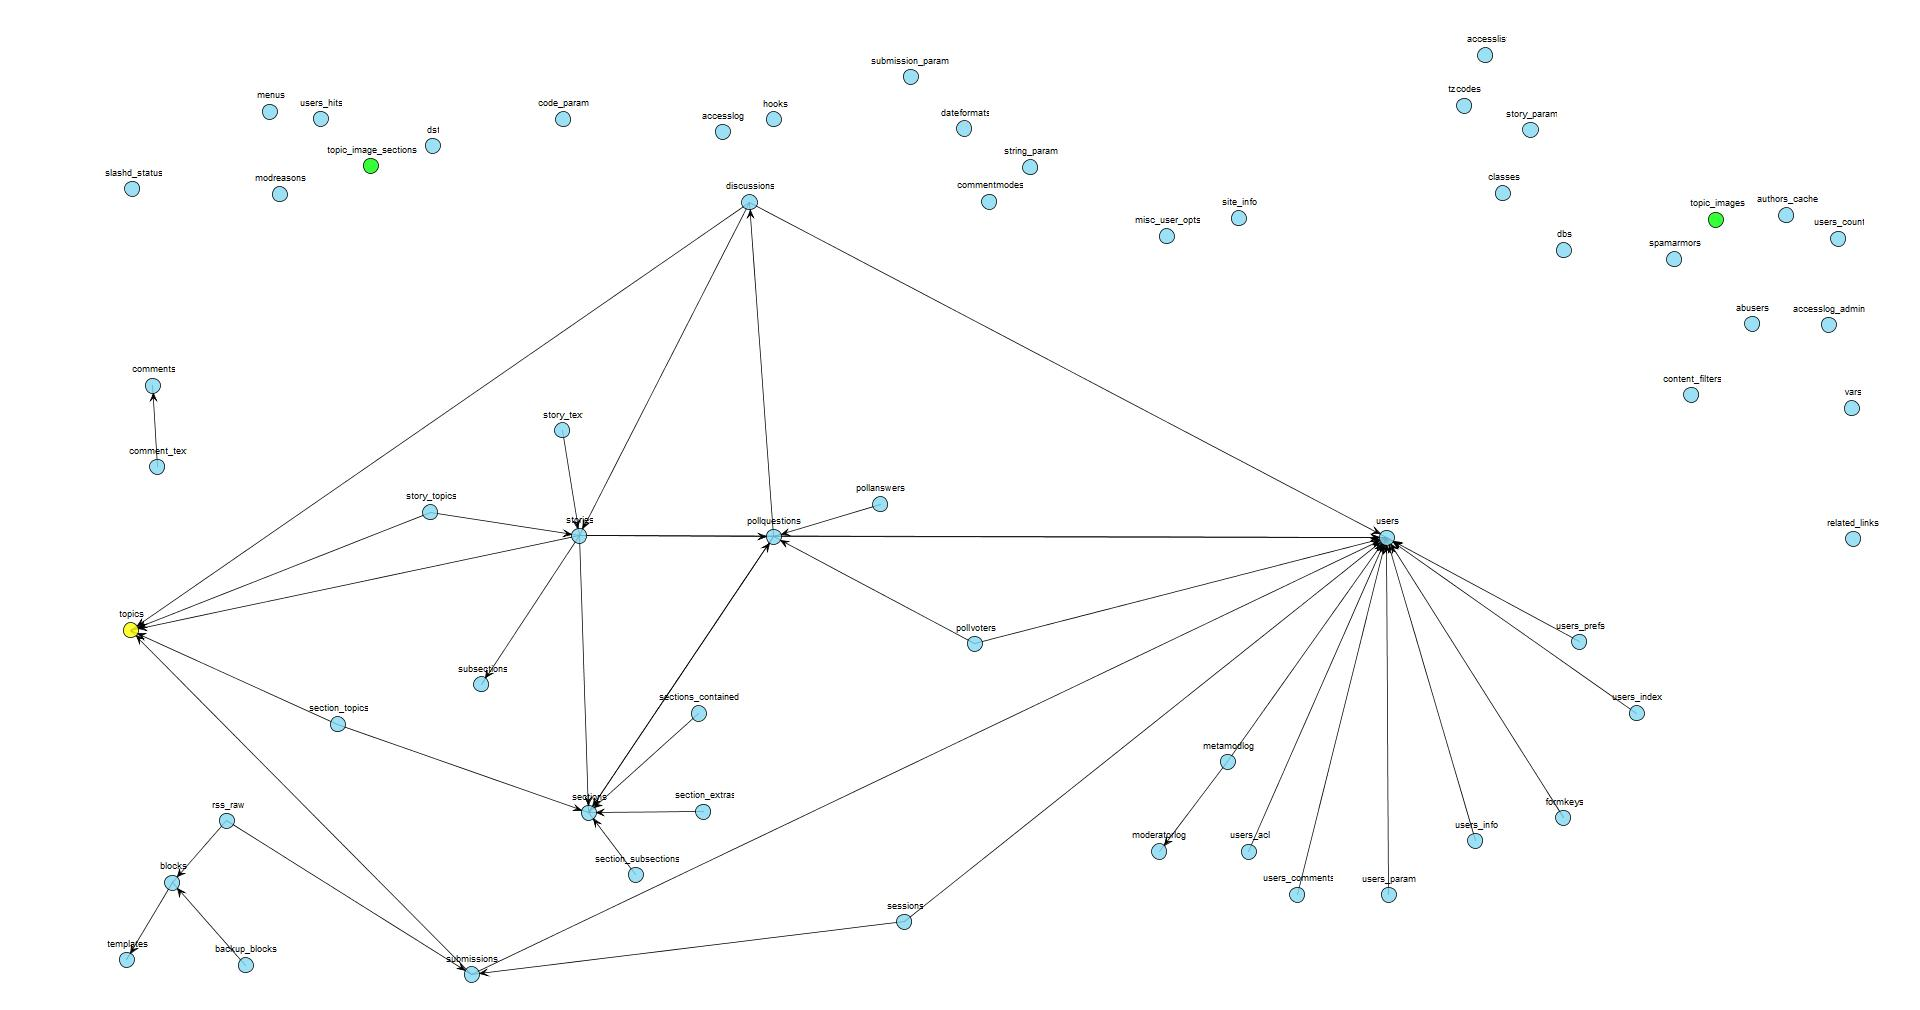 accesslis
submission_param
tzcodes
menus
users_hits
code_param
accesslog
hooks
dateformats
story_param
dst
topic_image_sections
string_param
slashd_status
modreasons
discussions
commentmodes
classes
misc_user_opts
site_info
topic_images
authors_cache
users_count
dbs
spamarmors
abusers
accesslog_admin
comments
content_filters
vars
story_tex
comment_tex
story_topics
pollanswers
stories
pollquestions
users
related_links
topics
pollvoters
users_prefs
subsections
sections_contained
users_index
section_topics
metamodlog
rss_raw
sections
section_extras
formkeys
users_info
moderatorlog
users_acl
blocks
section_subsections
users_comments
users_param
sessions
templates
backup_blocks
submissions